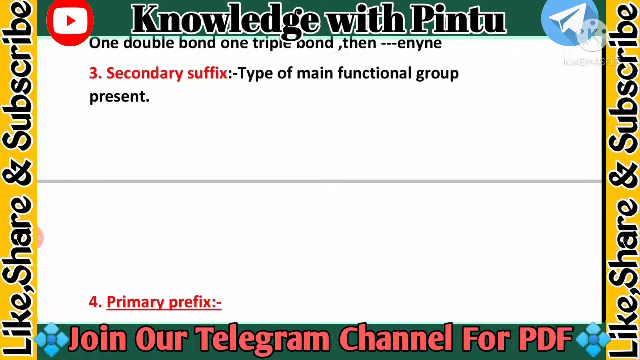 Knowledge with Pintu
One double bond one triple bond ,then ---enyne
3. Secondary suffix:-Type of main functional group
present.
4. Primary prefix:-
Join Our Telegram Channel For PDF
Like,Share & Subscribe
Like,Share & Subscribe